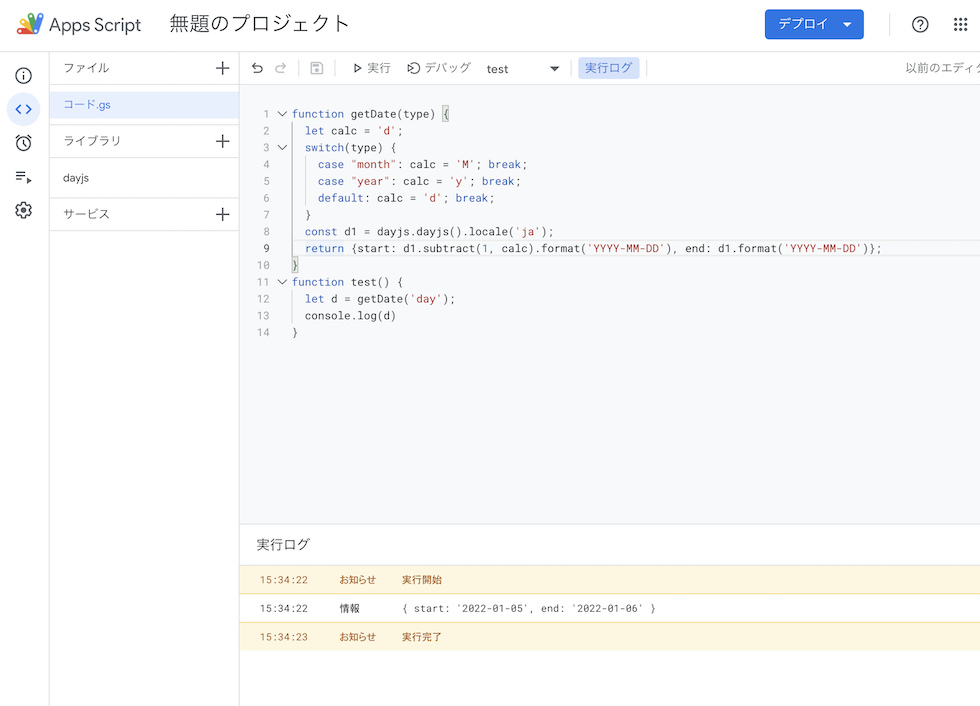 Apps Script 無題のプロジェクト デプロイ
ファイル
実行 デバッグ test 実行ログ 以前のエディ
コード.gs
ライブラリ
dayjs
サービス
1 function getDate(type) {
2 let calc = 'd';
3 switch(type) {
4 case "month": calc = 'M'; break;
5 case "year": calc = 'y'; break;
6 default: calc = 'd'; break;
7 }
8 const d1 = dayjs.dayjs().locale('ja');
9 return {start: d1.subtract(1, calc).format('YYYY-MM-DD'), end: d1.format('YYYY-MM-DD')};
10 }
11 function test() {
12 let d = getDate('day');
13 console.log(d)
14 }
実行ログ
15:34:22 お知らせ 実行開始
15:34:22 情報 { start: '2022-01-05', end: '2022-01-06' }
15:34:23 お知らせ 実行完了